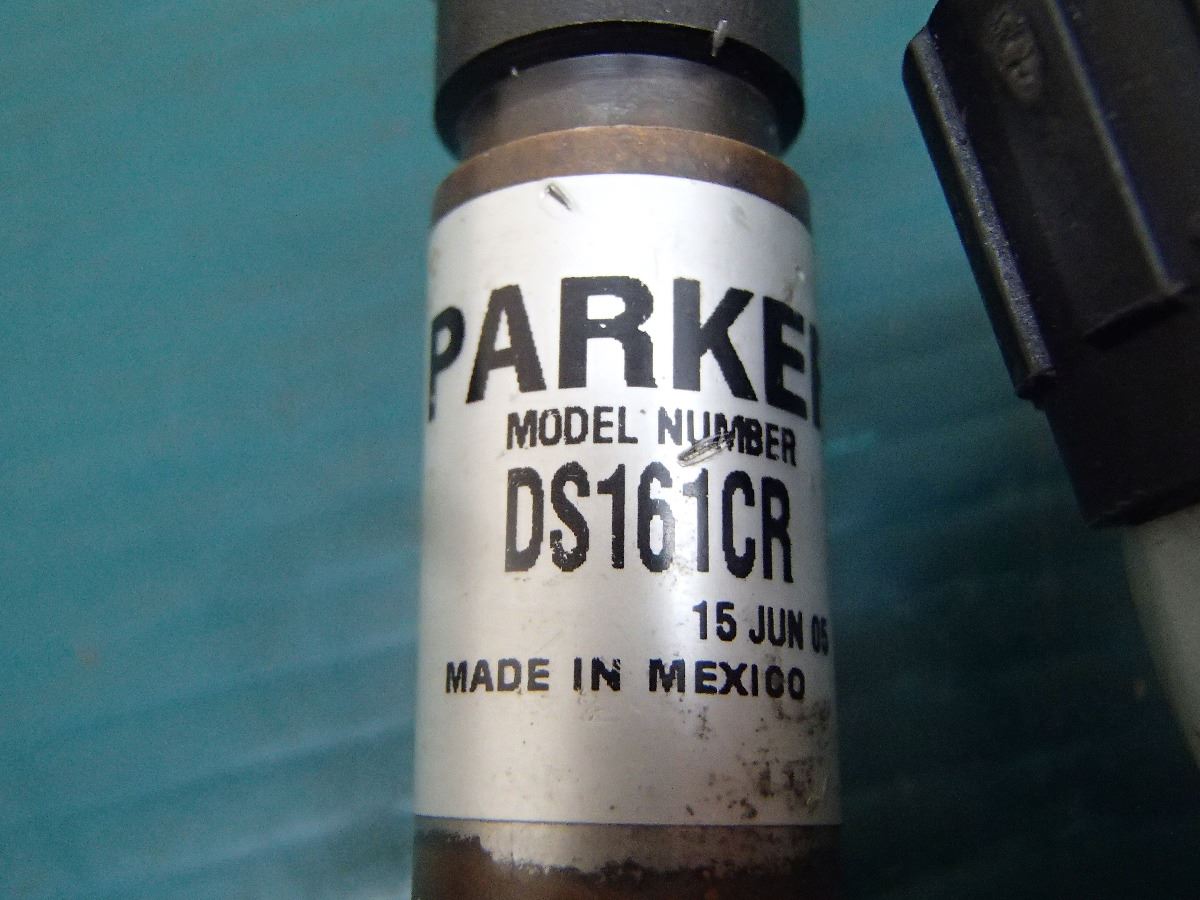 PARKER
MODEL NUMBER
DS161CR
15 JUN 05
MADE IN MEXICO